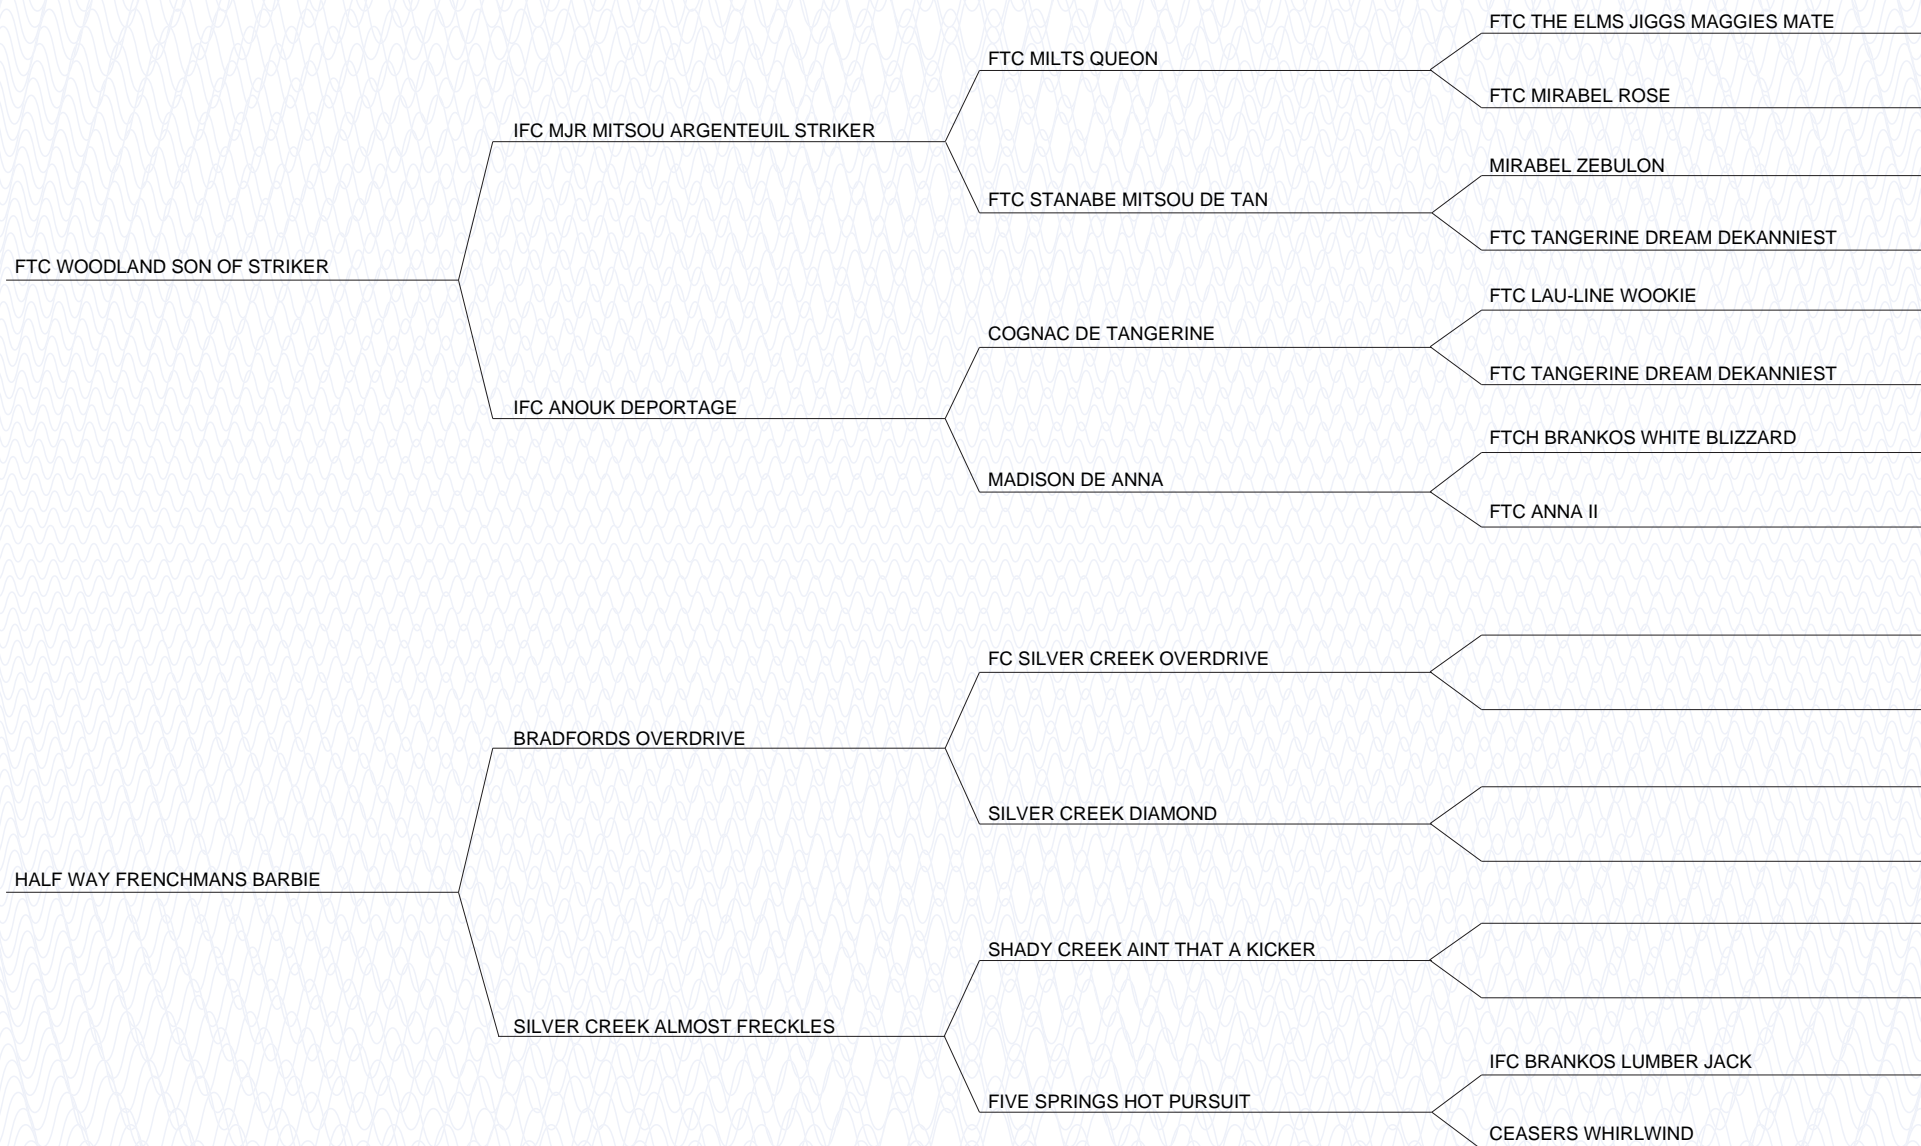 FTC THE ELMS JIGGS MAGGIES MATE
FTC MILTS QUEON
FTC MIRABEL ROSE
IFC MJR MITSOU ARGENTEUIL STRIKER
MIRABEL ZEBULON
FTC STANABE MITSOU DE TAN
FTC TANGERINE DREAM DEKANNIEST
FTC WOODLAND SON OF STRIKER
FTC LAU-LINE WOOKIE
COGNAC DE TANGERINE
FTC TANGERINE DREAM DEKANNIEST
IFC ANOUK DEPORTAGE
FTCH BRANKOS WHITE BLIZZARD
MADISON DE ANNA
FTC ANNA II
FC SILVER CREEK OVERDRIVE
BRADFORDS OVERDRIVE
SILVER CREEK DIAMOND
HALF WAY FRENCHMANS BARBIE
SHADY CREEK AINT THAT A KICKER
SILVER CREEK ALMOST FRECKLES
IFC BRANKOS LUMBER JACK
FIVE SPRINGS HOT PURSUIT
CEASERS WHIRLWIND